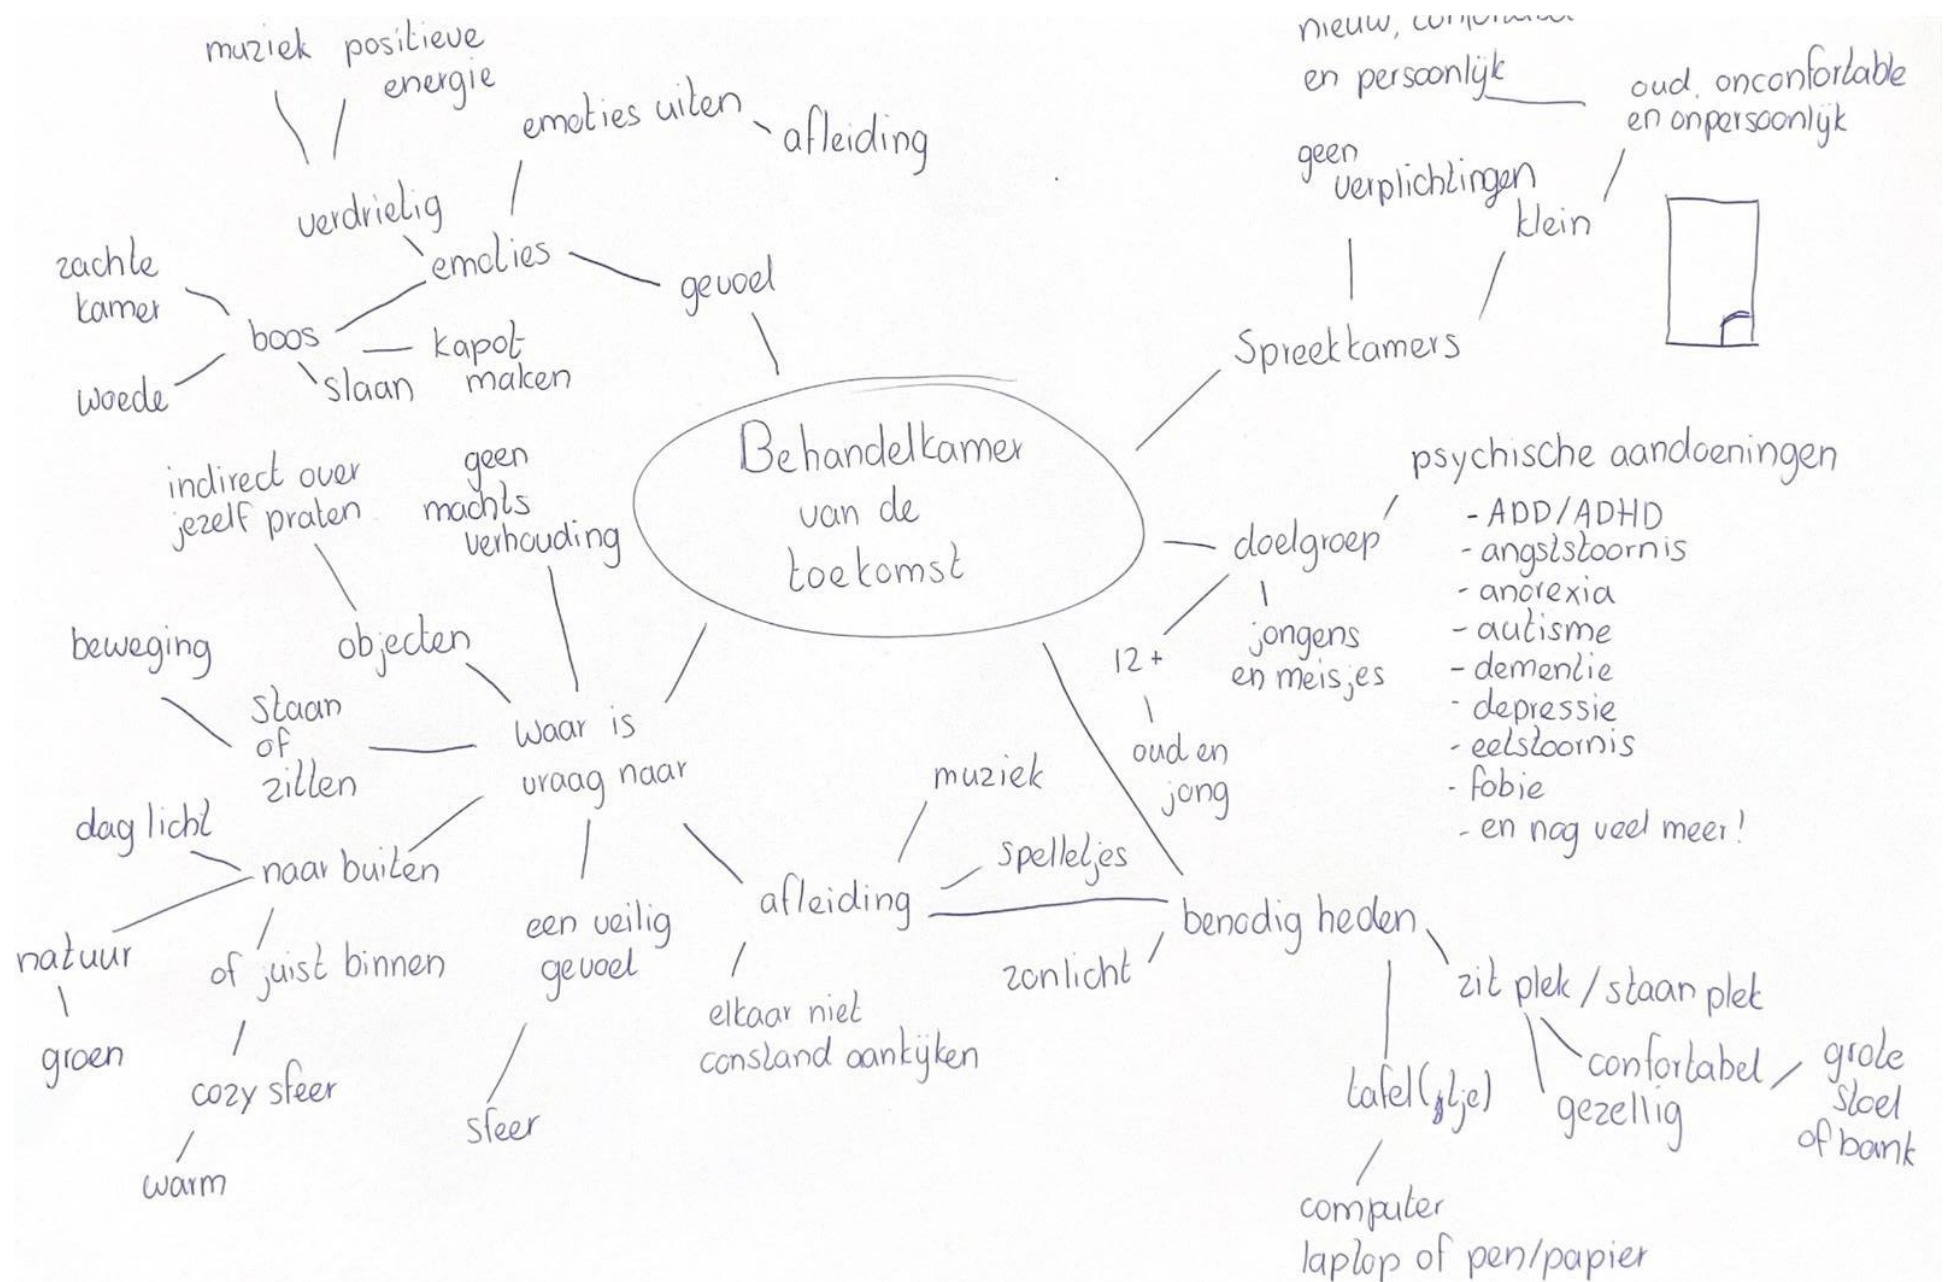 muziek
positieve
energie
emoties uiten
afleiding
verdrietig
emoties
gevoel
zachte
kamer
boos
kapot
maken
slaan
woede
nieuw,
en persoonlijk
oud, onconfortable
en onpersoonlijk
geen
verplichtingen
klein
Spreekkamers
Behandelkamer
van de
toekomst
indirect over
jezelf praten
geen
machts
verhouding
objecten
beweging
staan
of
zitten
waar is
vraag naar
dag licht
naar buiten
natuur
groen
of juist binnen
cozy sfeer
warm
een veilig
gevoel
sfeer
afleiding
muziek
spelletjes
elkaar niet
constand aankijken
doelgroep
psychische aandoeningen
- ADD/ADHD
- angststoornis
- anorexia
- autisme
- dementie
- depressie
- eetstoornis
- fobie
- en nog veel meer!
jongens
en meisjes
12+
oud en
jong
benodig heden
zonlicht
zit plek / staan plek
confortabel
gezellig
grote
stoel
of bank
tafel(tje)
computer
laptop of pen/papier